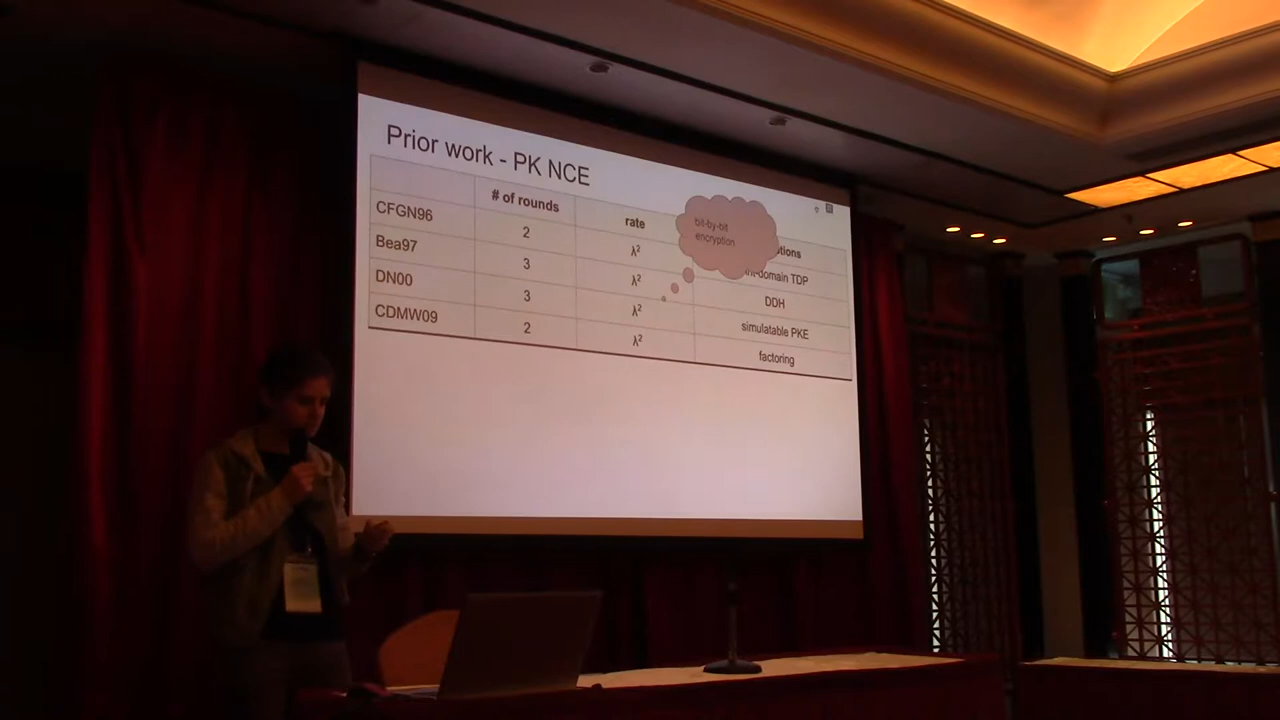 Prior work - PK NCE
# of rounds rate
bit-by-bit
encryption
CFGN96 2 λ²
Bea97 3 λ² DDH
DN00 3 λ² simulatable PKE
CDMW09 2 λ² factoring